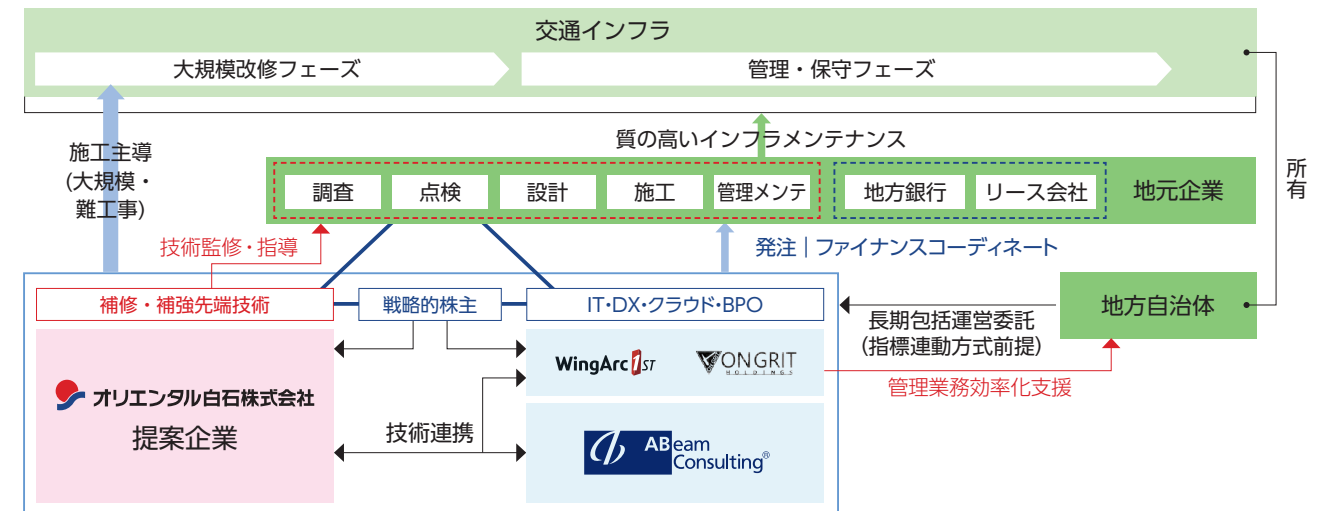 交通インフラ
大規模改修フェーズ
管理・保守フェーズ
質の高いインフラメンテナンス
施工主導
(大規模・
難工事)
調査
点検
設計
施工
管理メンテ
地方銀行
リース会社
地元企業
所有
技術監修・指導
発注｜ファイナンスコーディネート
補修・補強先端技術
戦略的株主
IT・DX・クラウド・BPO
地方自治体
長期包括運営委託
(指標連動方式前提)
管理業務効率化支援
WingArc1ST
VONGRIT
HOLDINGS
オリエンタル白石株式会社
提案企業
技術連携
ABeam
Consulting®